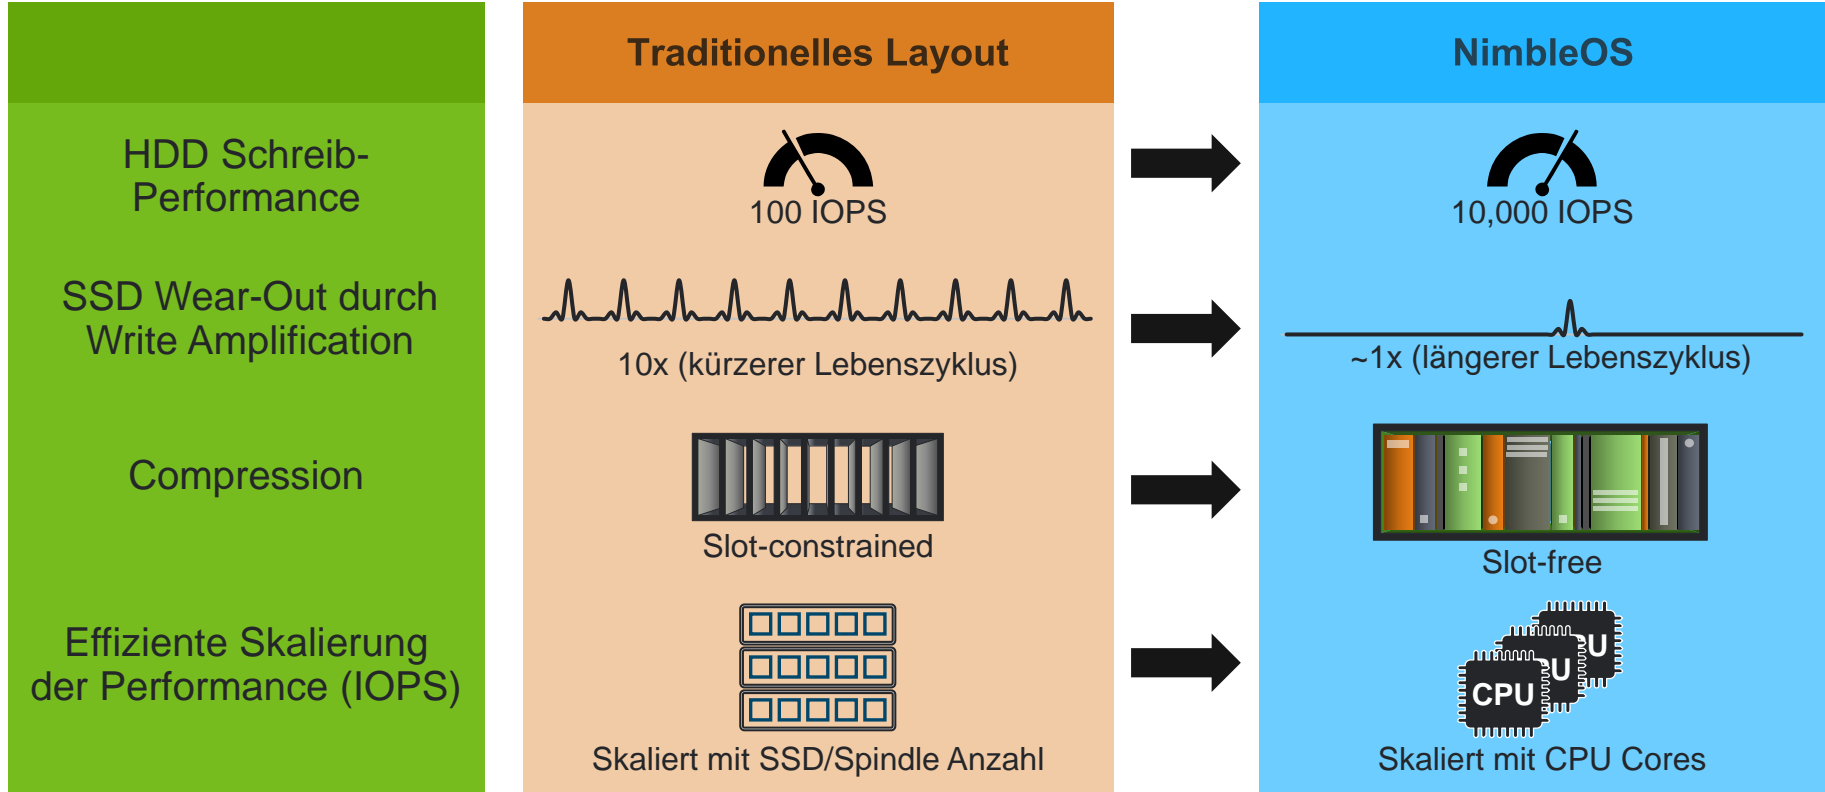 Traditionelles Layout
NimbleOS
HDD Schreib-
Performance
100 IOPS
10,000 IOPS
SSD Wear-Out durch
Write Amplification
10x (kürzerer Lebenszyklus)
~1x (längerer Lebenszyklus)
Compression
Slot-constrained
Slot-free
Effiziente Skalierung
der Performance (IOPS)
Skaliert mit SSD/Spindle Anzahl
CPU
PU
PU
Skaliert mit CPU Cores